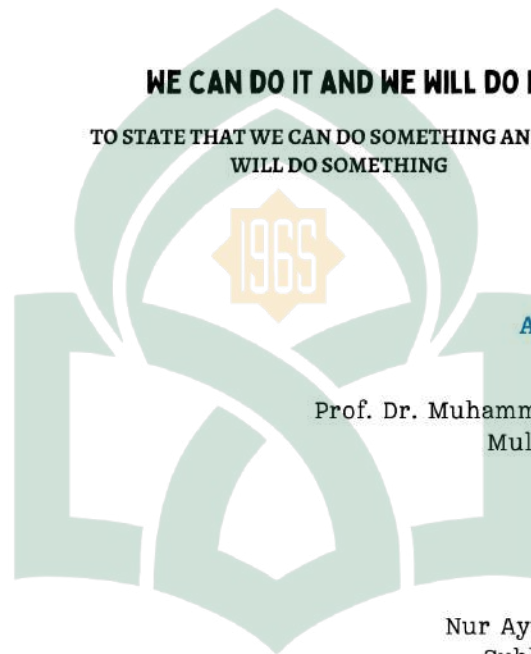 WE CAN DO IT AND WE WILL DO
TO STATE THAT WE CAN DO SOMETHING AN
WILL DO SOMETHING
1965
A
Prof. Dr. Muhamm
Mul
Nur Ay